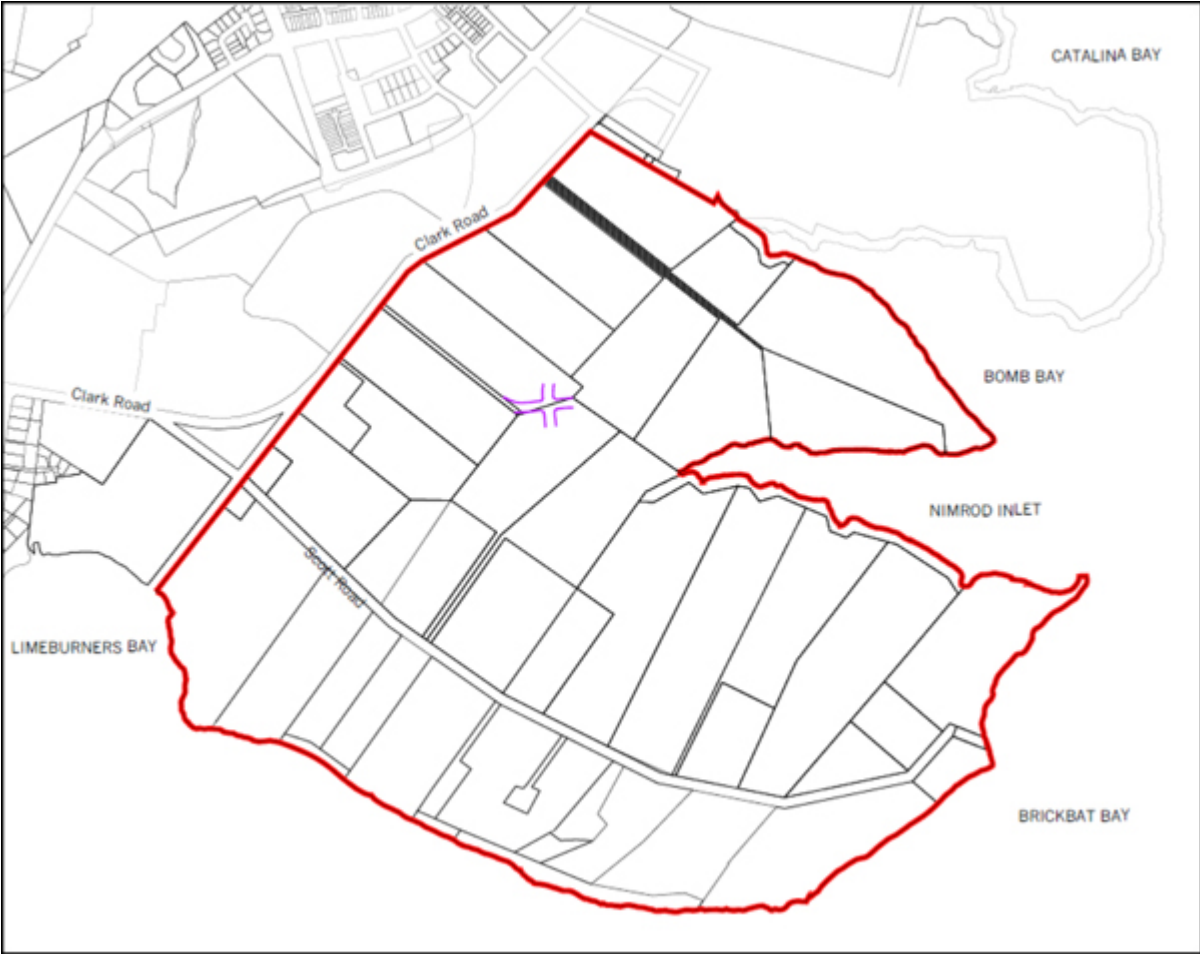 CATALINA BAY
Clark Road
BOMB BAY
Clark Road
NIMROD INLET
Scott Road
LIMEBURNERS BAY
BRICKBAT BAY